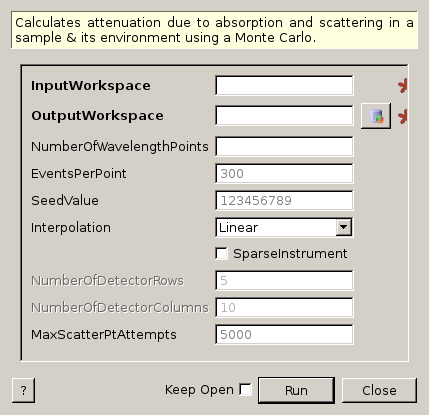 Calculates attenuation due to absorption and scattering in a
sample & its environment using a Monte Carlo.
InputWorkspace
OutputWorkspace
NumberOfWavelengthPoints
EventsPerPoint 300
SeedValue 123456789
Interpolation Linear
SparseInstrument
NumberOfDetectorRows 5
NumberOfDetectorColumns 10
MaxScatterPtAttempts 5000
? Keep Open Run Close